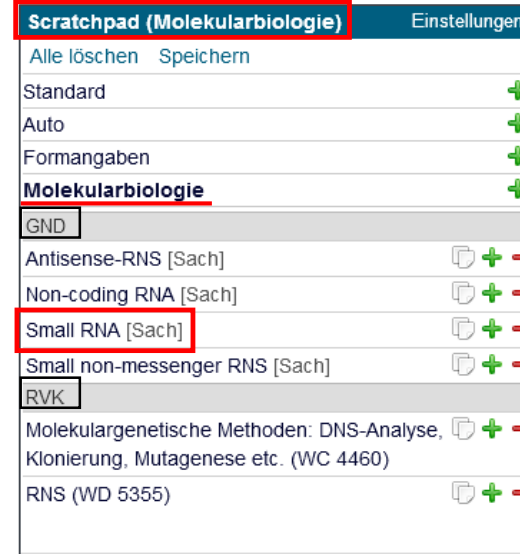 Scratchpad (Molekularbiologie) Einstellungen
Alle löschen Speichern
Standard
Auto
Formangaben
Molekularbiologie
GND
Antisense-RNS [Sach]
Non-coding RNA [Sach]
Small RNA [Sach]
Small non-messenger RNS [Sach]
RVK
Molekulargenetische Methoden: DNS-Analyse,
Klonierung, Mutagenese etc. (WC 4460)
RNS (WD 5355)